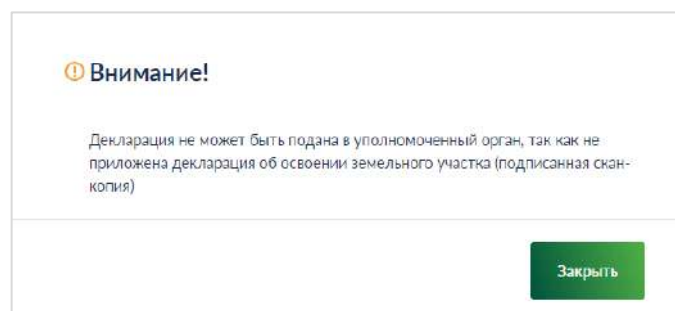 Внимание!
Декларация не может быть подана в уполномоченный орган, так как не
приложена декларация об освоении земельного участка (подписанная скан-
копия)
Закрыть